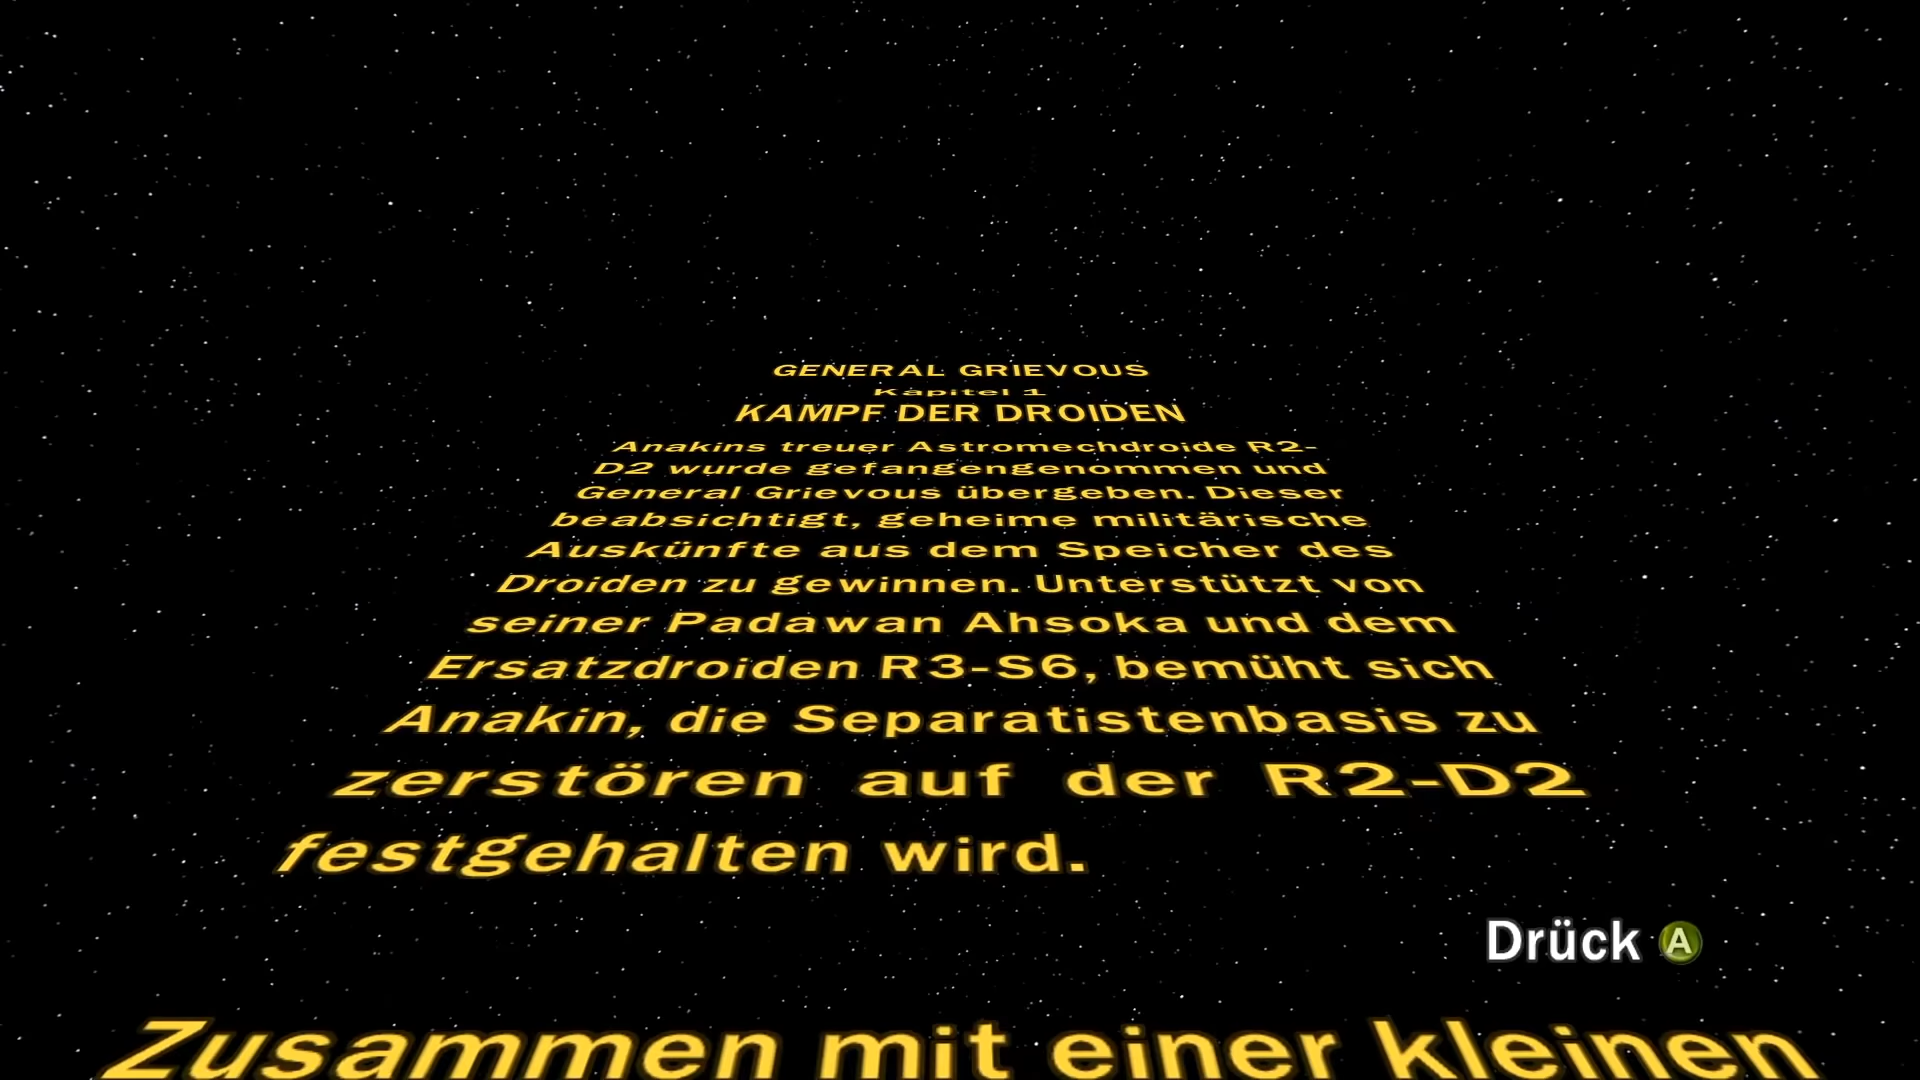 GENERAL GRIEVOUS
Kapitel 1
KAMPF DER DROIDEN
Anakins treuer Astromechdroide R2-
D2 wurde gefangengenommen und
General Grievous übergeben. Dieser
beabsichtigt, geheime militärische
Auskünfte aus dem Speicher des
Droiden zu gewinnen. Unterstützt von
seiner Padawan Ahsoka und dem
Ersatzdroiden R3-S6, bemüht sich
Anakin, die Separatistenbasis zu
zerstören auf der R2-D2
festgehalten wird.
Drück A
Zusammen mit einer kleinen